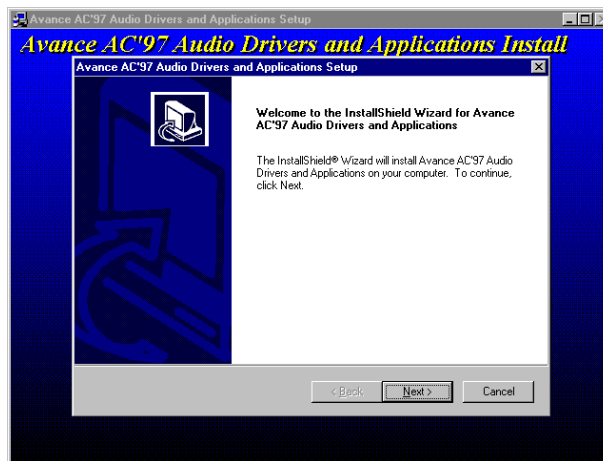 Avance AC'97 Audio Drivers and Applications Setup
Avance AC'97 Audio Drivers and Applications Install
Avance AC'97 Audio Drivers and Applications Setup
Welcome to the InstallShield Wizard for Avance
AC'97 Audio Drivers and Applications
The InstallShield® Wizard will install Avance AC'97 Audio
Drivers and Applications on your computer. To continue,
click Next.
< Back
Next >
Cancel